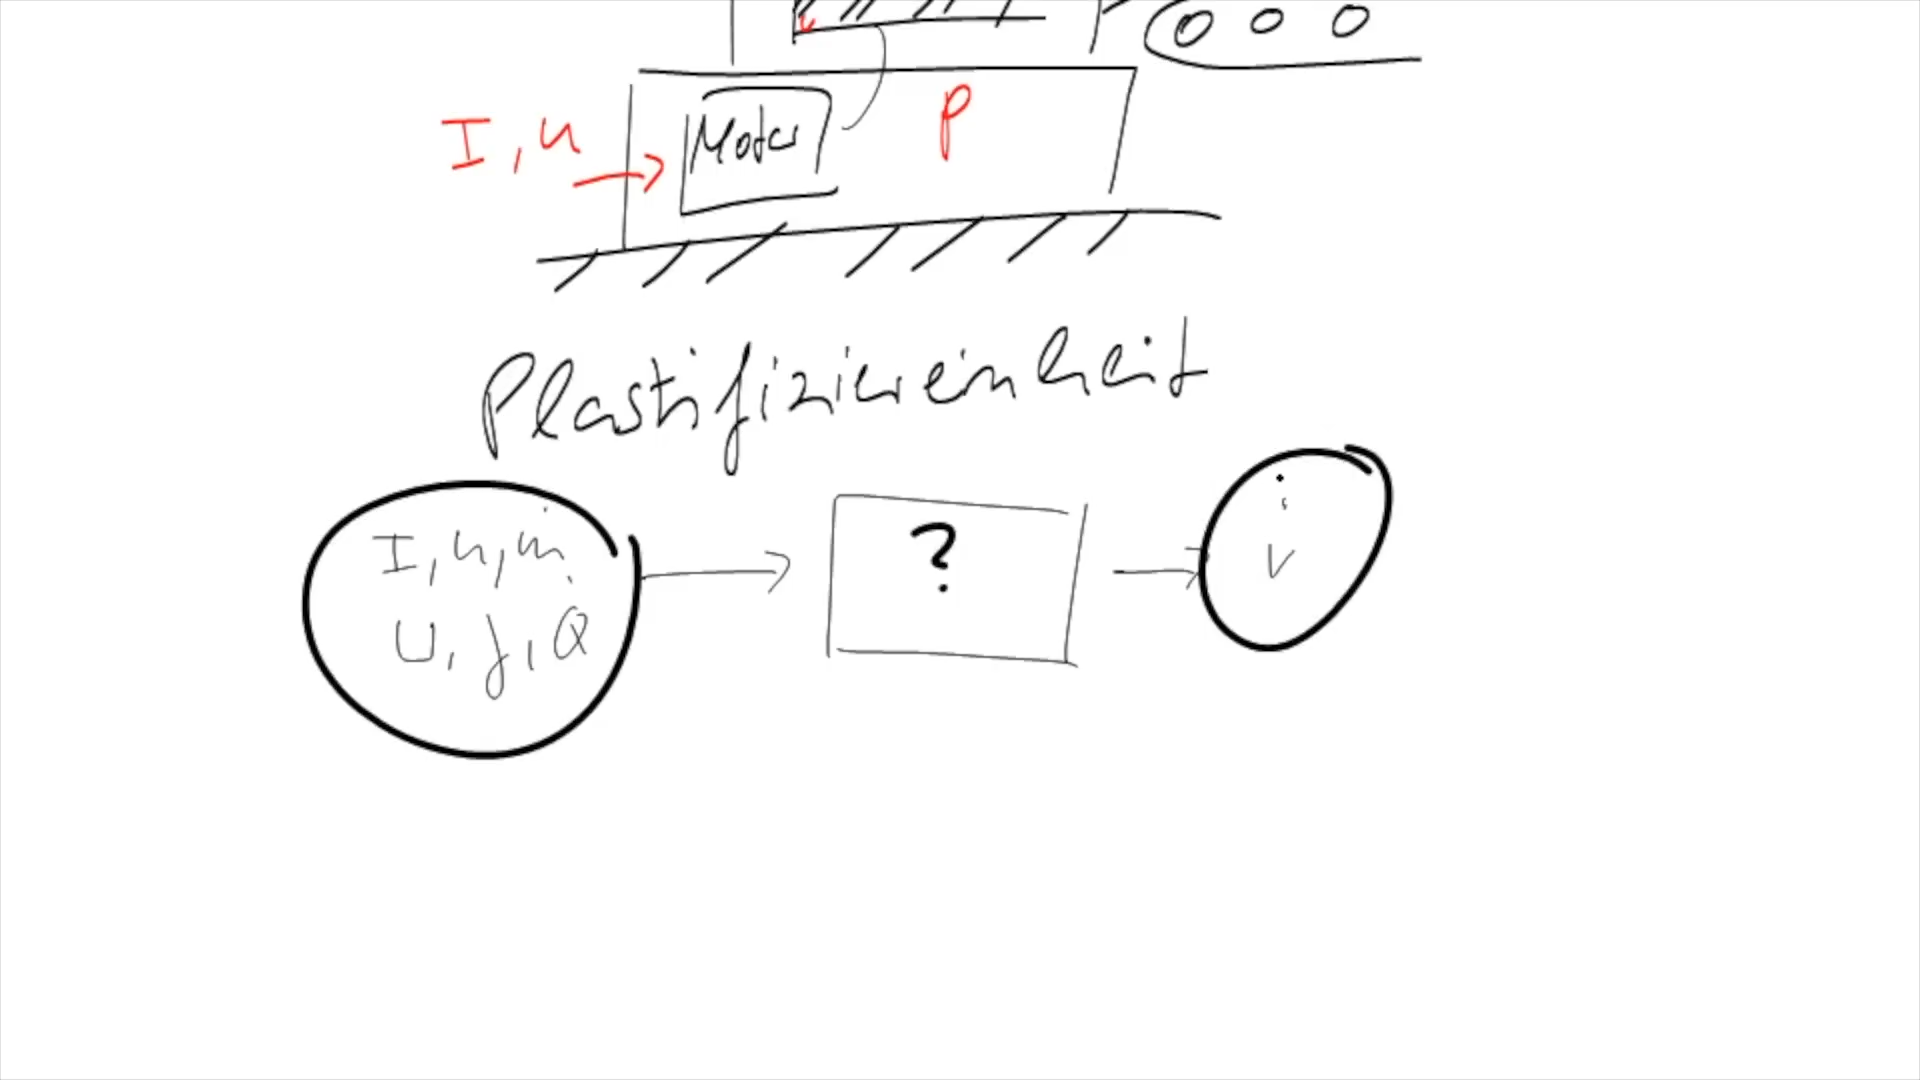 I, u
Motor
P
Plastifiziereinheit
I, u, ṁ
U, f, Q̇
?
v̇